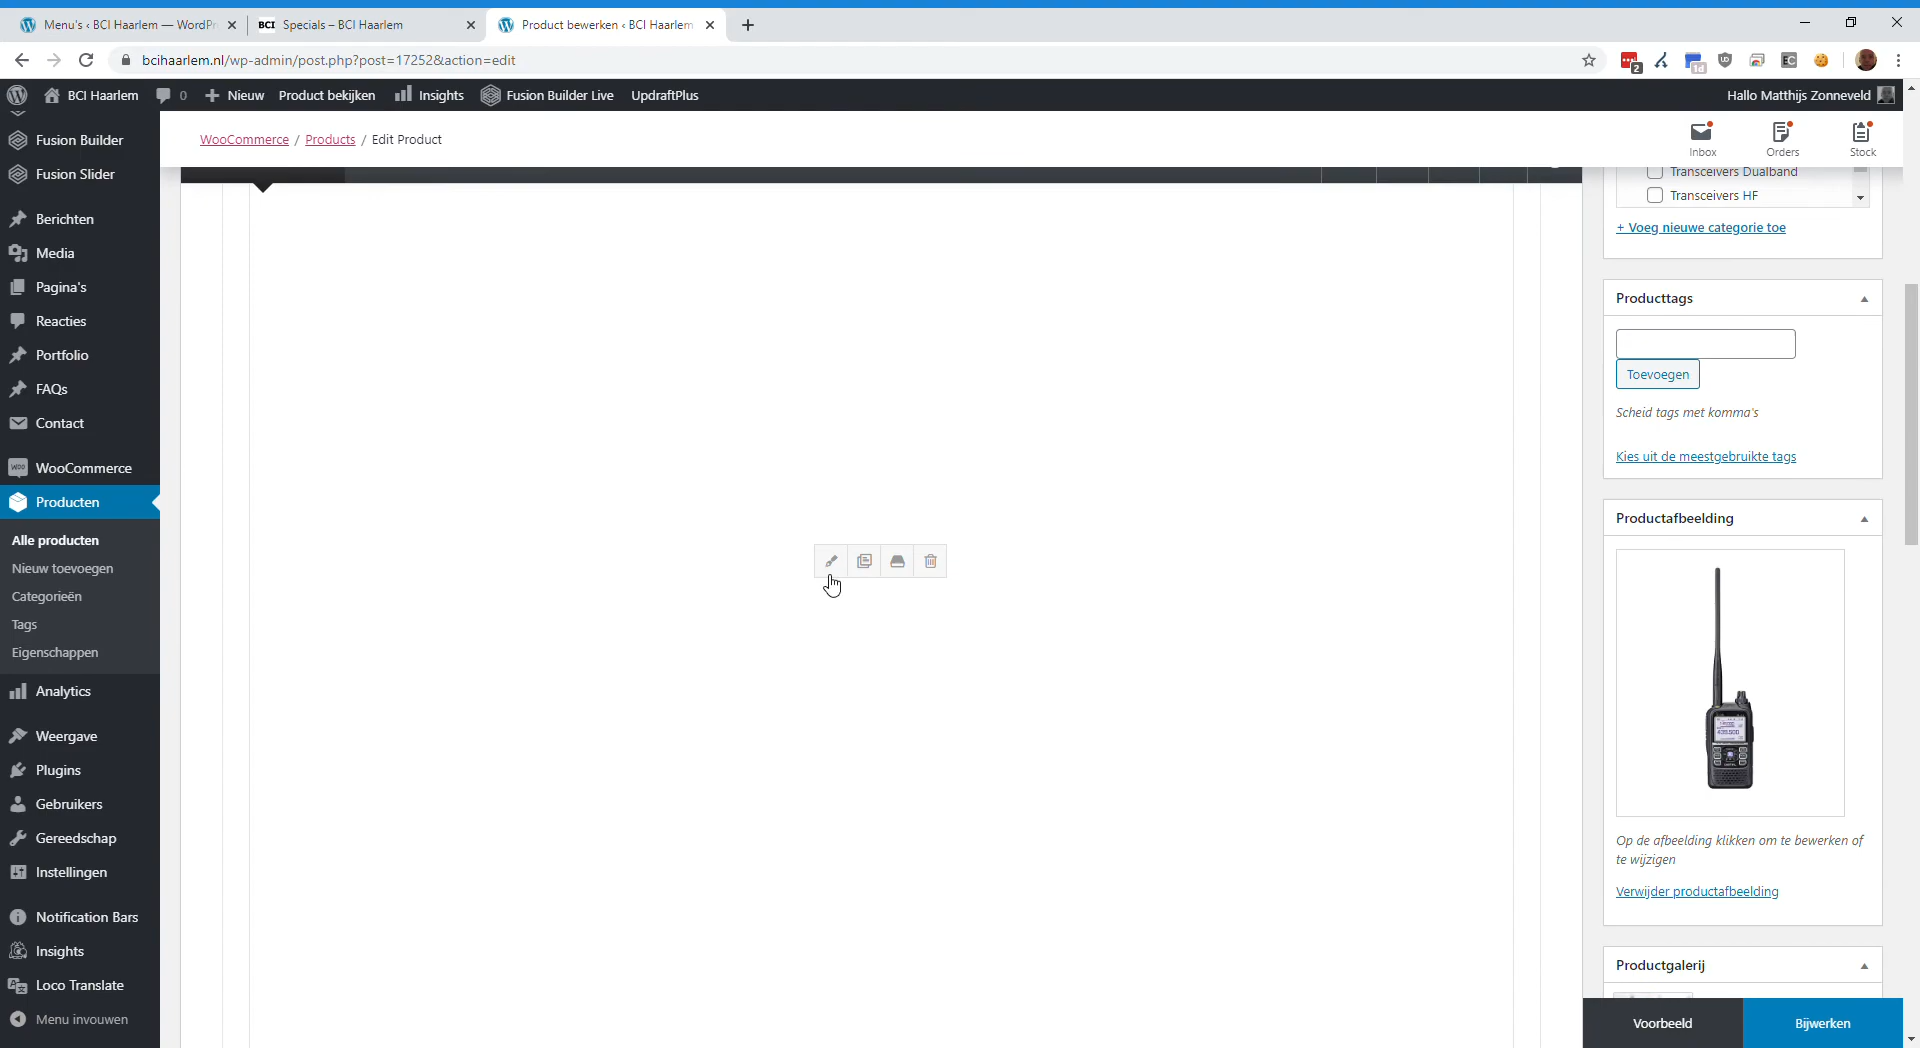 Menu's ‹ BCI Haarlem — WordPr
BCI Specials – BCI Haarlem
Product bewerken ‹ BCI Haarlem
bcihaarlem.nl/wp-admin/post.php?post=17252&action=edit
2
1d
EC
BCI Haarlem
0
Nieuw
Product bekijken
Insights
Fusion Builder Live
UpdraftPlus
Hallo Matthijs Zonneveld
WooCommerce / Products / Edit Product
Inbox
Orders
Stock
Fusion Builder
Fusion Slider
Berichten
Media
Pagina's
Reacties
Portfolio
FAQs
Contact
WooCommerce
Producten
Alle producten
Nieuw toevoegen
Categorieën
Tags
Eigenschappen
Analytics
Weergave
Plugins
Gebruikers
Gereedschap
Instellingen
Notification Bars
Insights
Loco Translate
Menu invouwen
Transceivers Dualband
Transceivers HF
+ Voeg nieuwe categorie toe
Producttags
Toevoegen
Scheid tags met komma's
Kies uit de meestgebruikte tags
Productafbeelding
Op de afbeelding klikken om te bewerken of
te wijzigen
Verwijder productafbeelding
Productgalerij
Voorbeeld
Bijwerken